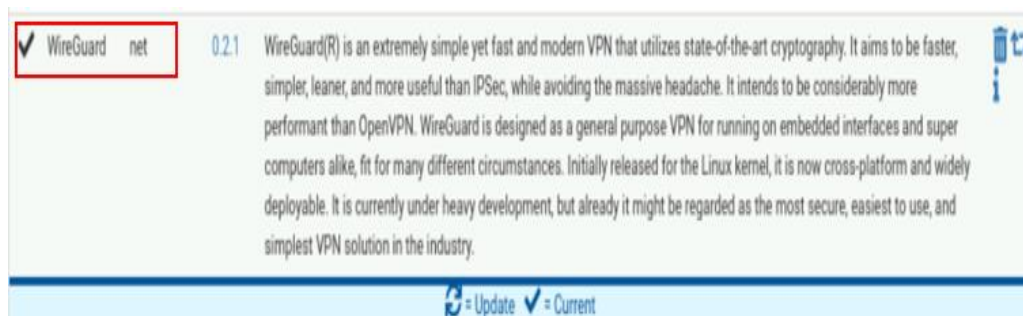 ✔ WireGuard net 0.2.1 WireGuard(R) is an extremely simple yet fast and modern VPN that utilizes state-of-the-art cryptography. It aims to be faster,
simpler, leaner, and more useful than IPSec, while avoiding the massive headache. It intends to be considerably more
performant than OpenVPN. WireGuard is designed as a general purpose VPN for running on embedded interfaces and super
computers alike, fit for many different circumstances. Initially released for the Linux kernel, it is now cross-platform and widely
deployable. It is currently under heavy development, but already it might be regarded as the most secure, easiest to use, and
simplest VPN solution in the industry.
= Update ✔ = Current